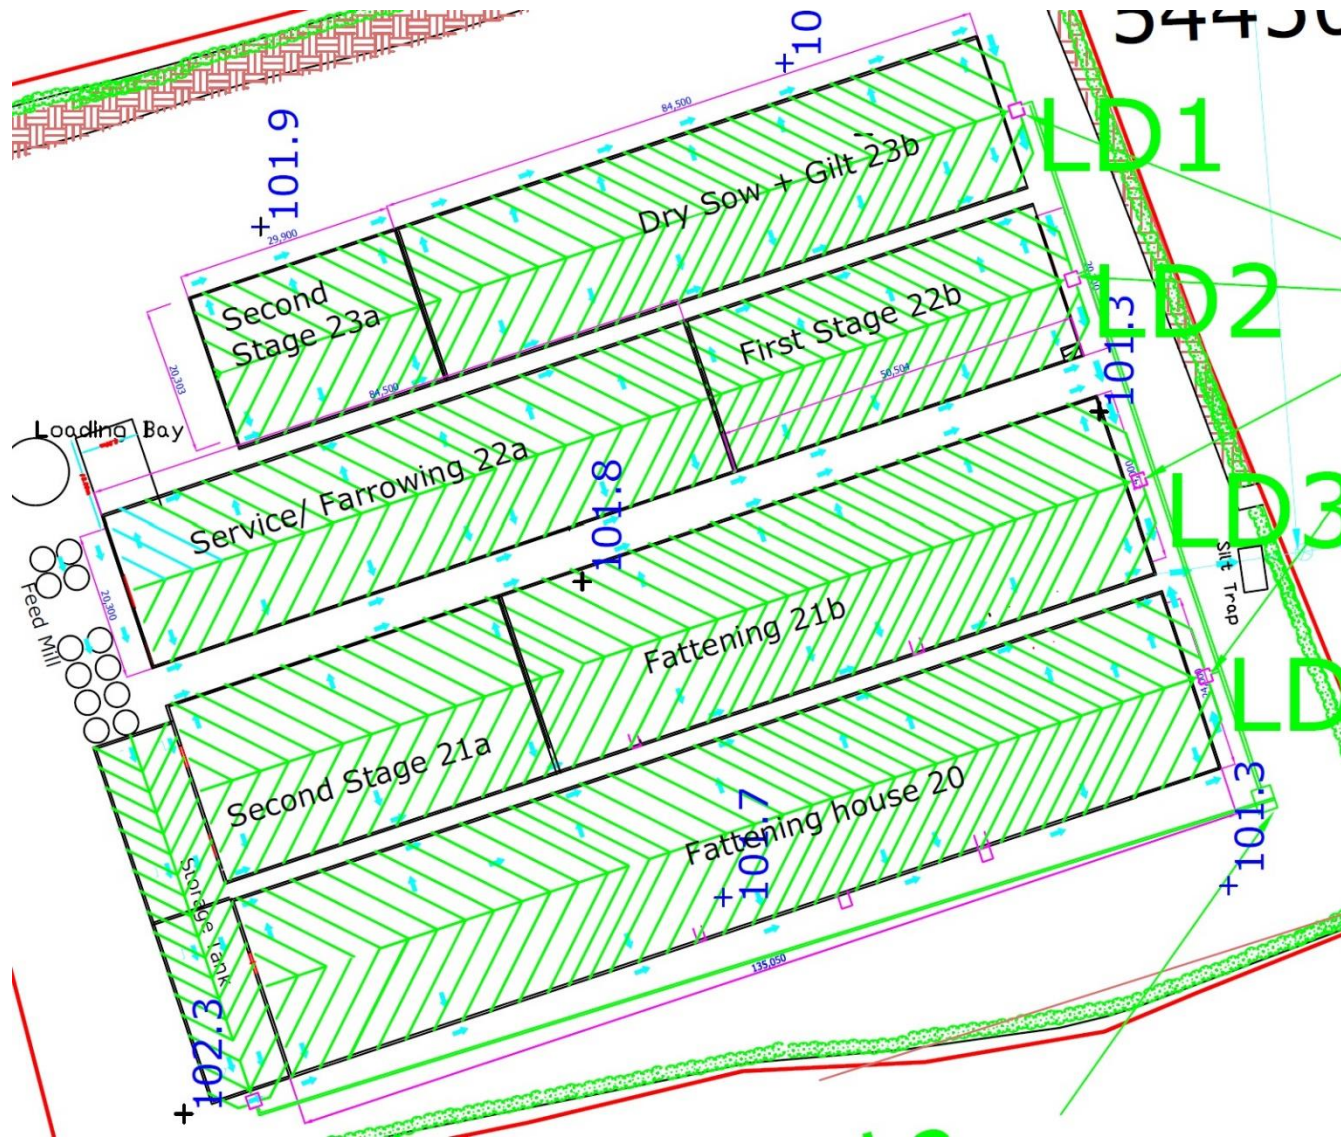 54450
10
101.9
84,500
LD1
Dry Sow + Gilt 23b
29,900
Second
Stage 23a
First Stage 22b
LD2
101.3
20,303
84,500
50,504
Loading Bay
Service/ Farrowing 22a
101.8
LD3
Silt Trap
Feed Mill
20,300
Fattening 21b
Second Stage 21a
LD
Fattening house 20
101.7
101.3
Storage Tank
135,050
102.3